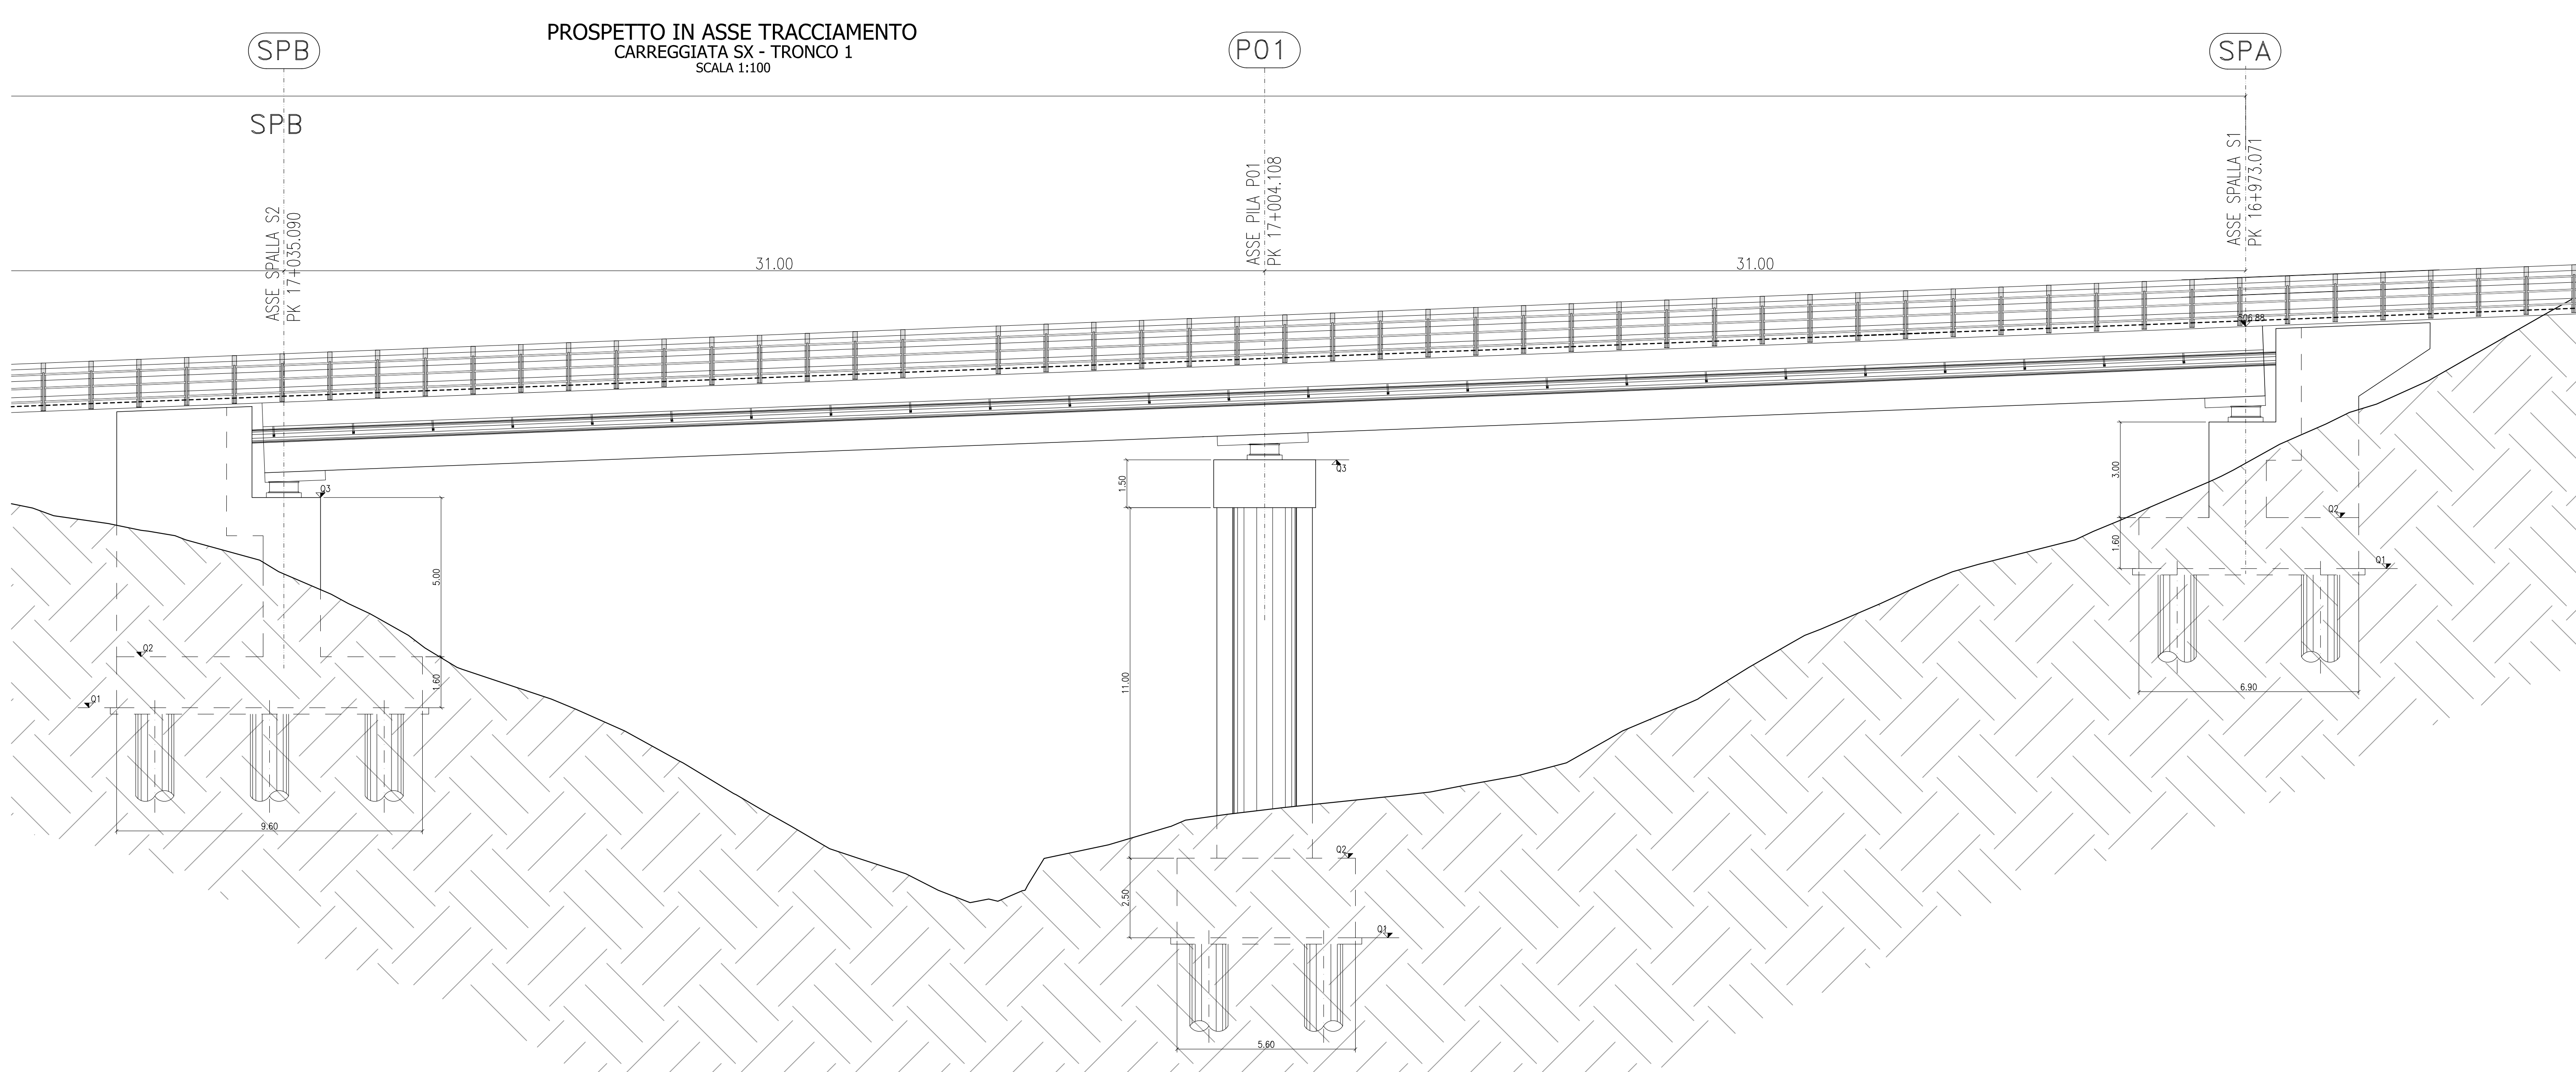 PROSPETTO IN ASSE TRACCIAMENTO
CARREGGIATA SX - TRONCO 1
SCALA 1:100
SPB
P01
SPA
SPB
ASSE SPALLA S2
PK 17+035.090
ASSE PILA P01
PK 17+004.108
ASSE SPALLA S1
PK 16+973.071
31.00
31.00
Q3
5.00
Q2
1.60
Q1
9.60
1.50
Q3
11.00
Q2
2.50
Q1
5.60
3.00
Q2
1.60
Q1
6.90